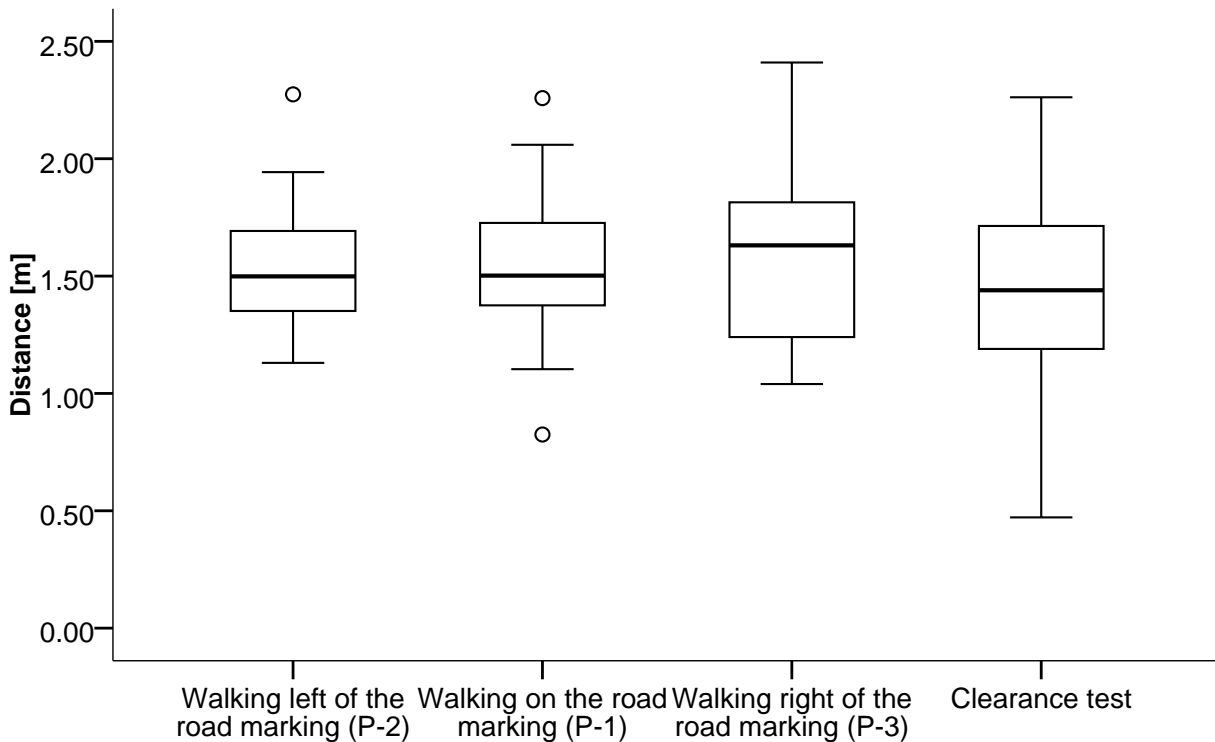 2.50
2.00
1.50
1.00
0.50
0.00
Distance [m]
Walking left of the
road marking (P-2)
Walking on the road
marking (P-1)
Walking right of the
road marking (P-3)
Clearance test